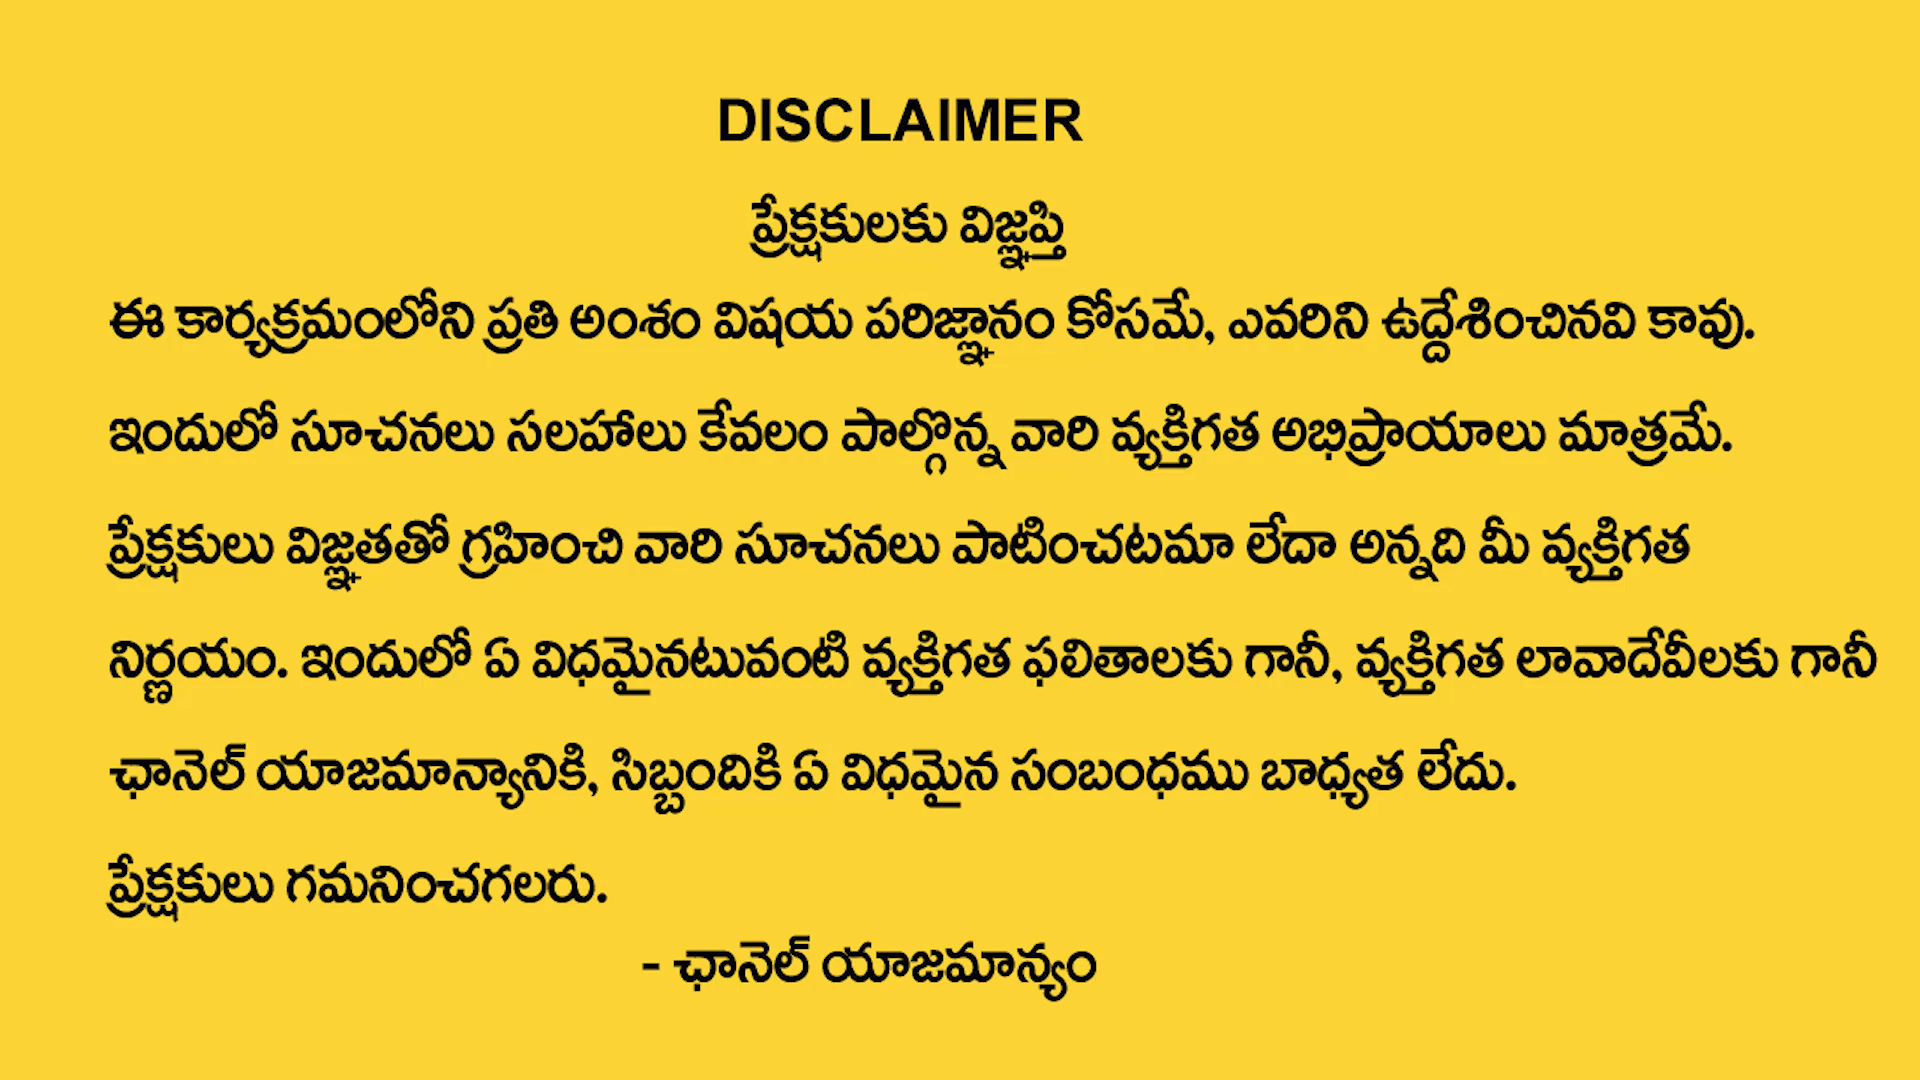 DISCLAIMER
ప్రేక్షకులకు విజ్ఞప్తి
ఈ కార్యక్రమంలోని ప్రతి అంశం విషయ పరిజ్ఞానం కోసమే, ఎవరిని ఉద్దేశించినవి కావు.
ఇందులో సూచనలు సలహాలు కేవలం పాల్గొన్న వారి వ్యక్తిగత అభిప్రాయాలు మాత్రమే.
ప్రేక్షకులు విజ్ఞతతో గ్రహించి వారి సూచనలు పాటించటమా లేదా అన్నది మీ వ్యక్తిగత
నిర్ణయం. ఇందులో ఏ విధమైనటువంటి వ్యక్తిగత ఫలితాలకు గానీ, వ్యక్తిగత లావాదేవీలకు గానీ
ఛానెల్ యాజమాన్యానికి, సిబ్బందికి ఏ విధమైన సంబంధము బాధ్యత లేదు.
ప్రేక్షకులు గమనించగలరు.
- ఛానెల్ యాజమాన్యం